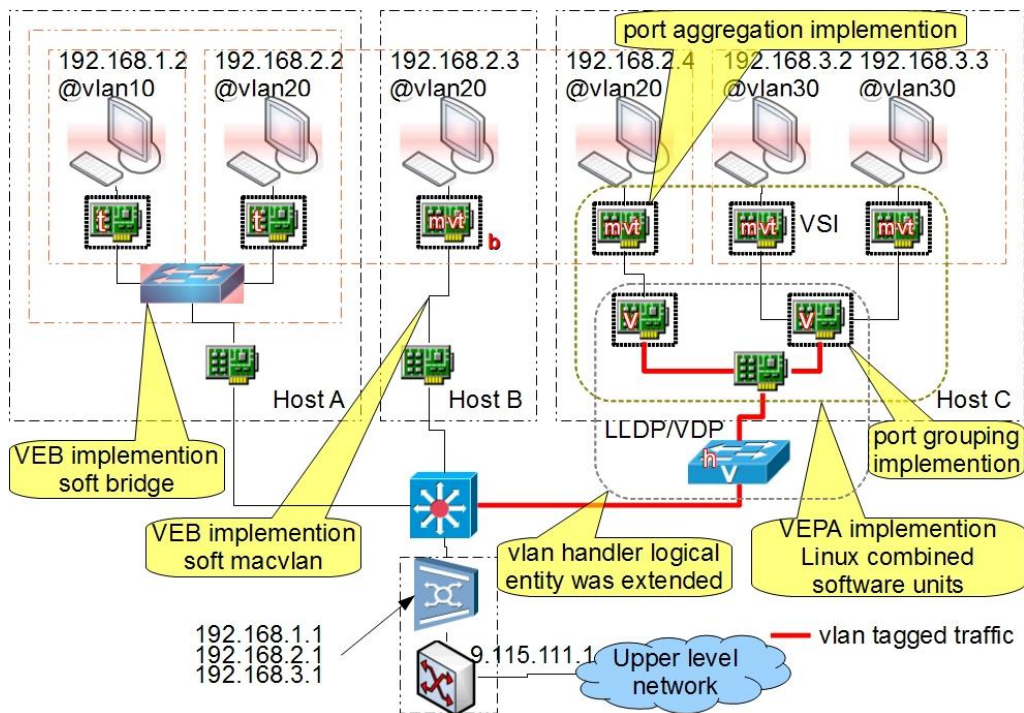 port aggregation implemention
192.168.1.2
@vlan10
192.168.2.2
@vlan20
192.168.2.3
@vlan20
192.168.2.4
@vlan20
192.168.3.2
@vlan30
192.168.3.3
@vlan30
t
t
mvt
b
mvt
mvt
VSI
mvt
V
V
Host A
Host B
Host C
VEB implemention
soft bridge
LLDP/VDP
port grouping
implemention
h
V
VEB implemention
soft macvlan
vlan handler logical
entity was extended
VEPA implemention
Linux combined
software units
192.168.1.1
192.168.2.1
192.168.3.1
9.115.111.1
Upper level
network
vlan tagged traffic